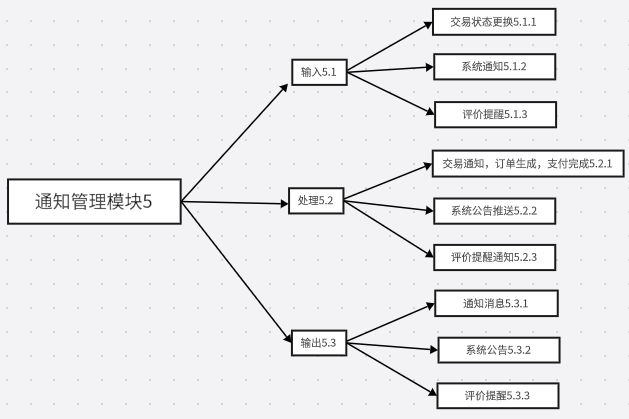 通知管理模块5
输入5.1
交易状态更换5.1.1
系统通知5.1.2
评价提醒5.1.3
处理5.2
交易通知，订单生成，支付完成5.2.1
系统公告推送5.2.2
评价提醒通知5.2.3
输出5.3
通知消息5.3.1
系统公告5.3.2
评价提醒5.3.3